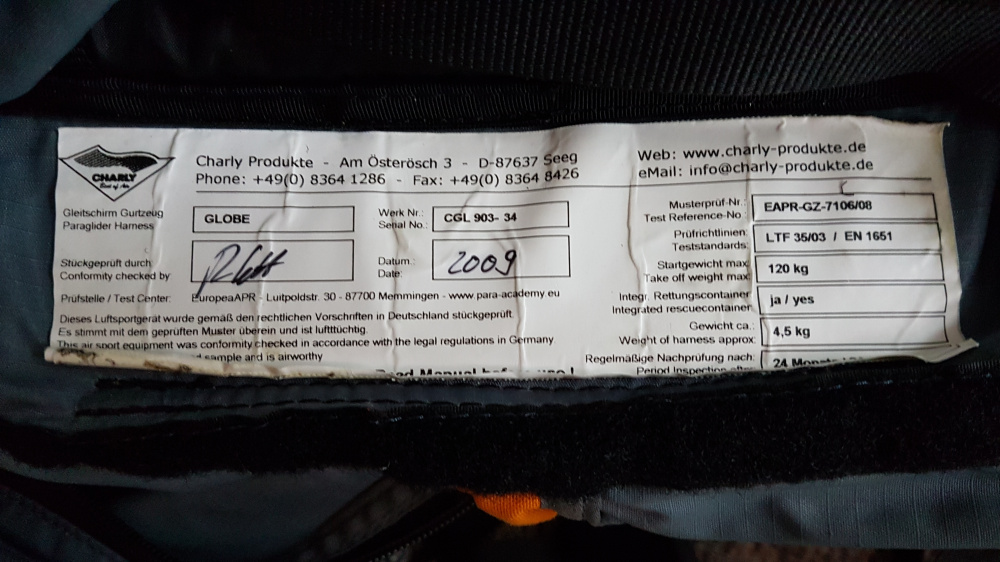 CHARLY
Best of Air
Charly Produkte - Am Österösch 3 - D-87637 Seeg
Phone: +49(0) 8364 1286 - Fax: +49(0) 8364 8426
Web: www.charly-produkte.de
eMail: info@charly-produkte.de
Gleitschirm Gurtzeug
Paraglider Harness
GLOBE
Werk Nr.:
Serial No.:
CGL 903- 34
Stückgeprüft durch
Conformity checked by
Datum:
Date:
2009
Prüfstelle / Test Center: EuropeaAPR - Luitpoldstr. 30 - 87700 Memmingen - www.para-academy.eu
Dieses Luftsportgerät wurde gemäß den rechtlichen Vorschriften in Deutschland stückgeprüft.
Es stimmt mit dem geprüften Muster überein und ist lufttüchtig.
This air sport equipment was conformity checked in accordance with the legal regulations in Germany
sample and is airworthy
Read Manual
Musterprüf-Nr.:
Test Reference-No.:
EAPR-GZ-7106/08
Prüfrichtlinien:
Teststandards:
LTF 35/03 / EN 1651
Startgewicht max
Take off weight max:
120 kg
Integr. Rettungscontainer
Integrated rescuecontainer:
ja / yes
Gewicht ca.:
Weight of harness approx:
4,5 kg
Regelmäßige Nachprüfung nach:
Period Inspection
24